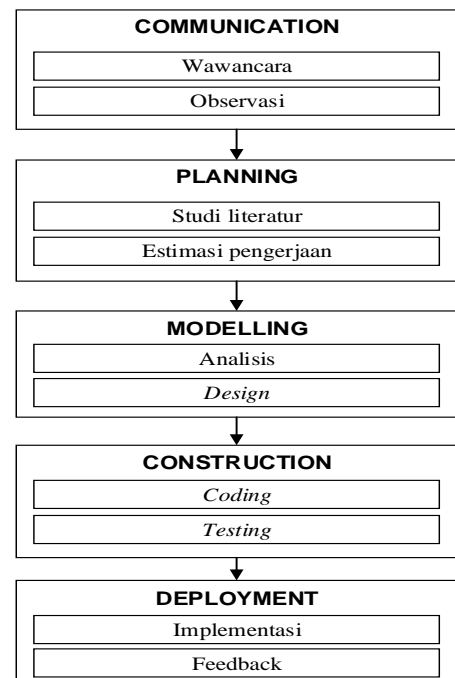 COMMUNICATION
Wawancara
Observasi
PLANNING
Studi literatur
Estimasi pengerjaan
MODELLING
Analisis
Design
CONSTRUCTION
Coding
Testing
DEPLOYMENT
Implementasi
Feedback